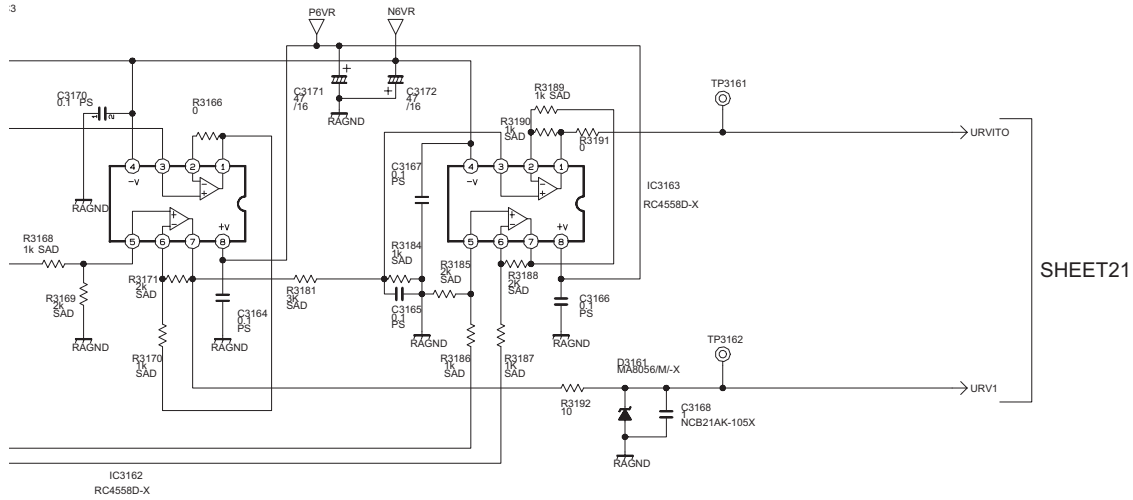 P6VR
N6VR
C3170
0.1 PS
1
2
R3166
0
C3171
47
/16
+
+
C3172
47
/16
RAGND
R3189
1k SAD
R3190
1k
SAD
R3191
0
TP3161
URVITO
4
3
2
1
-V
−
+
+
−
+V
5
6
7
8
RAGND
C3167
0.1
PS
4
3
2
1
-V
−
+
+
−
+V
5
6
7
8
IC3163
RC4558D-X
R3168
1k SAD
R3169
2k
SAD
RAGND
R3171
2k
SAD
R3170
1k
SAD
C3164
0.1
PS
RAGND
R3181
3K
SAD
R3184
1k
SAD
C3165
0.1
PS
RAGND
R3185
2k
SAD
R3188
2K
SAD
R3186
1k
SAD
R3187
1K
SAD
C3166
0.1
PS
RAGND
SHEET21
TP3162
D3161
MA8056/M/-X
R3192
10
C3168
1
NCB21AK-105X
RAGND
URV1
IC3162
RC4558D-X